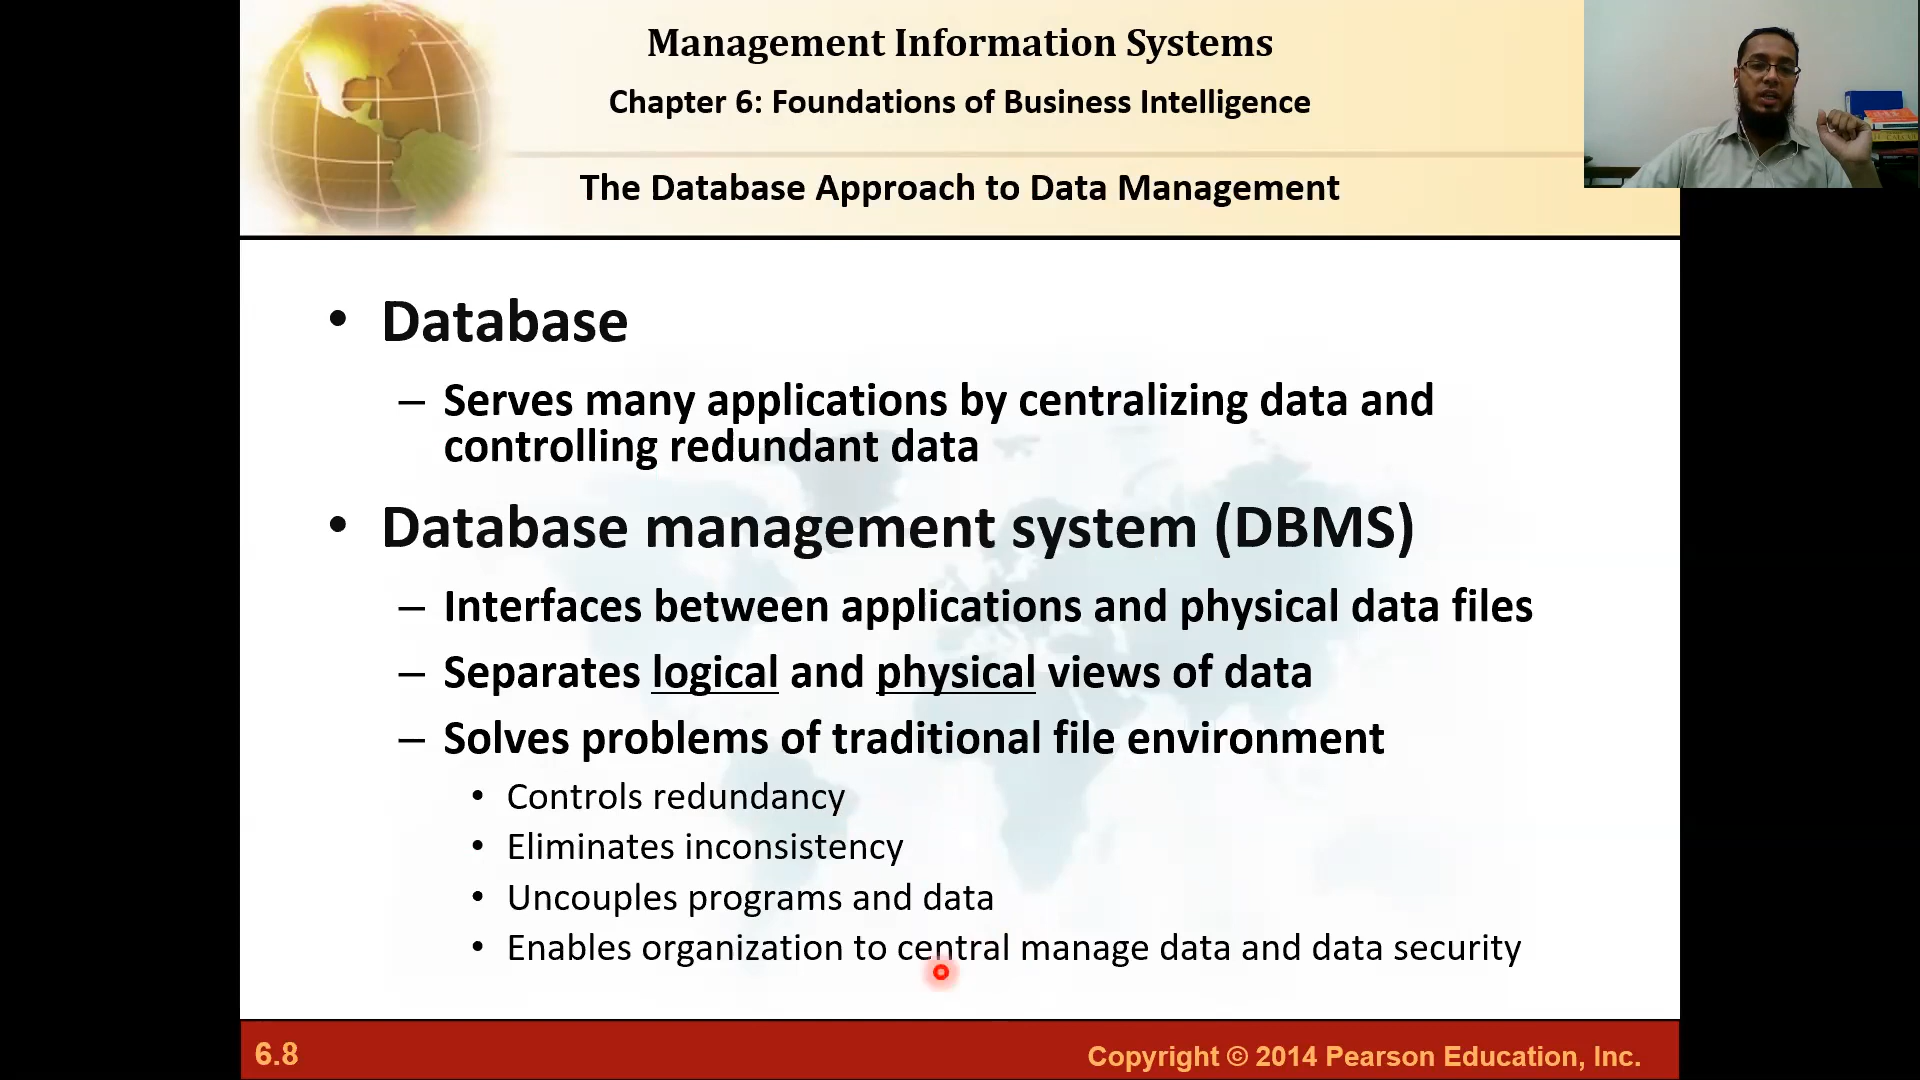 Management Information Systems
Chapter 6: Foundations of Business Intelligence
The Database Approach to Data Management
• Database
– Serves many applications by centralizing data and
controlling redundant data
• Database management system (DBMS)
– Interfaces between applications and physical data files
– Separates logical and physical views of data
– Solves problems of traditional file environment
• Controls redundancy
• Eliminates inconsistency
• Uncouples programs and data
• Enables organization to central manage data and data security
6.8
Copyright © 2014 Pearson Education, Inc.